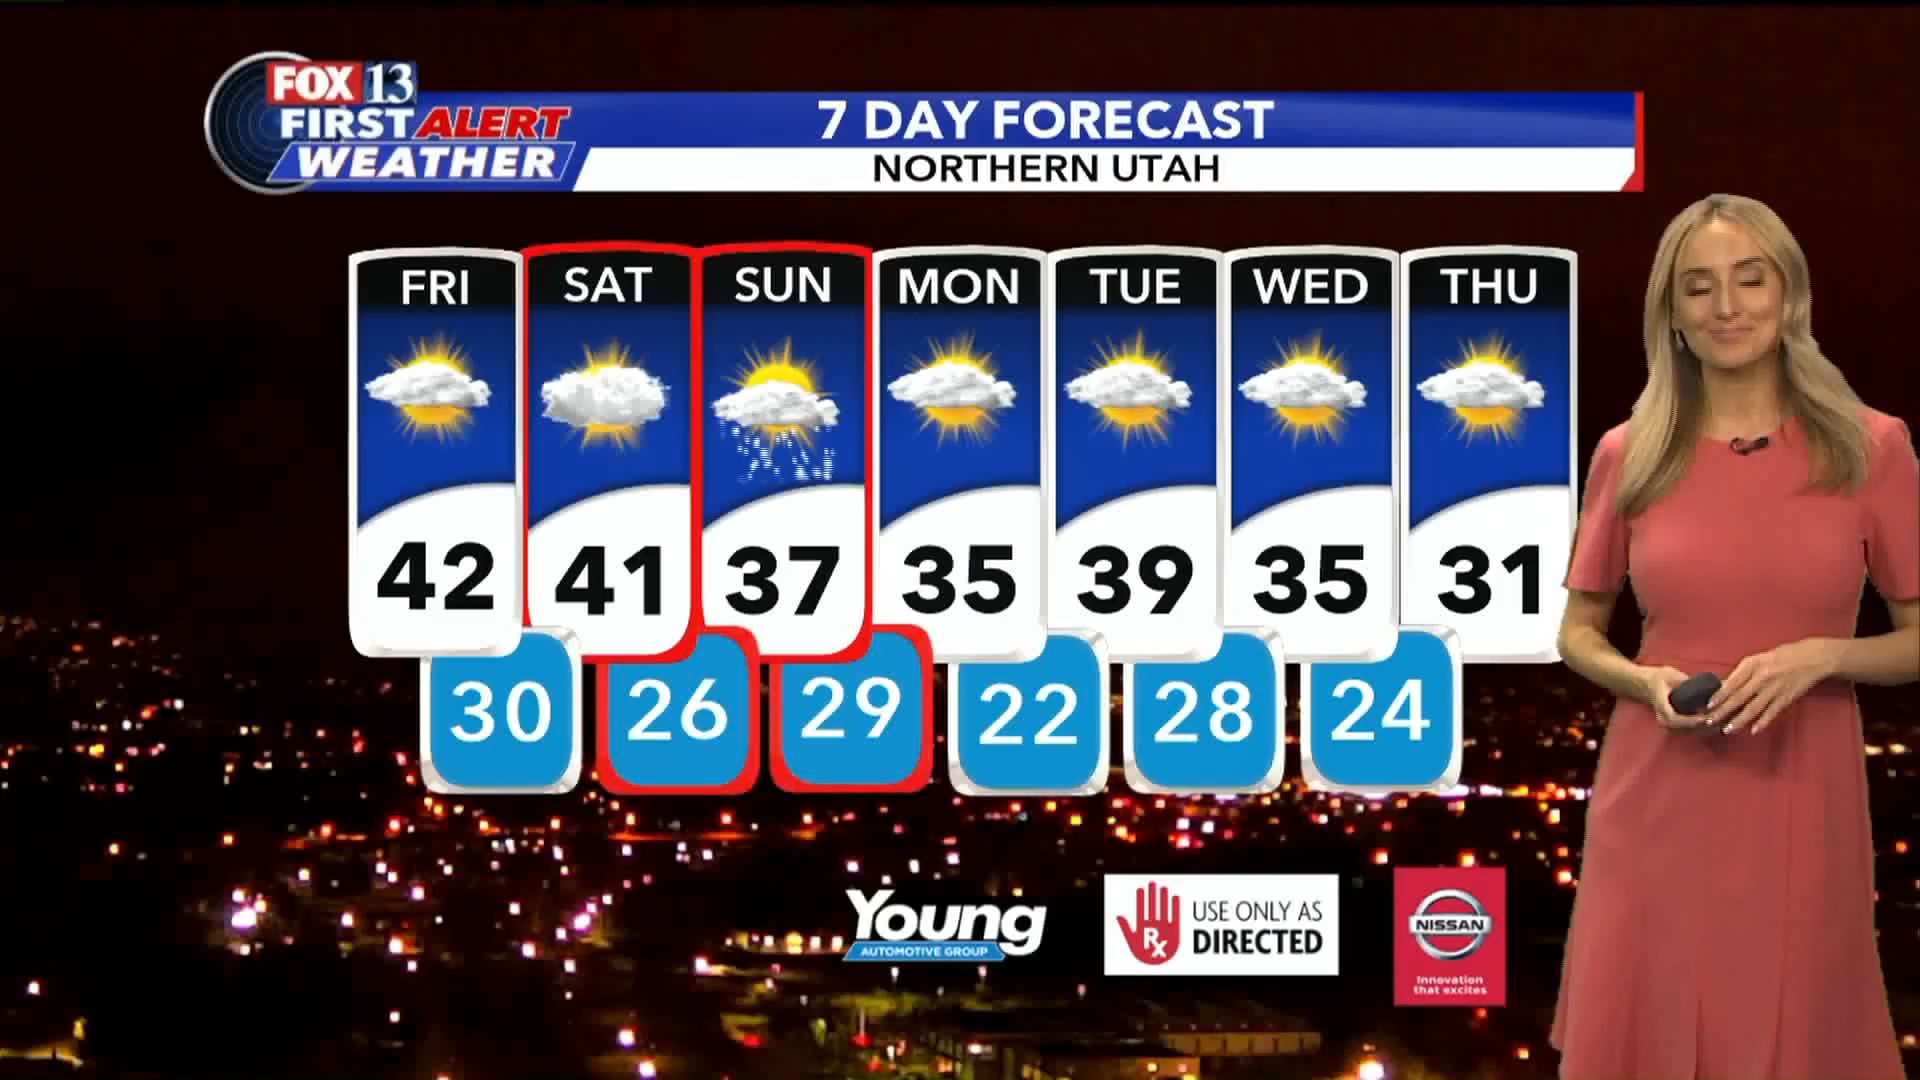 FOX 13
FIRST ALERT
WEATHER
7 DAY FORECAST
NORTHERN UTAH
FRI SAT SUN MON TUE WED THU
42 41 37 35 39 35 31
30 26 29 22 28 24
Young
AUTOMOTIVE GROUP
Rx
USE ONLY AS
DIRECTED
NISSAN
Innovation
that excites